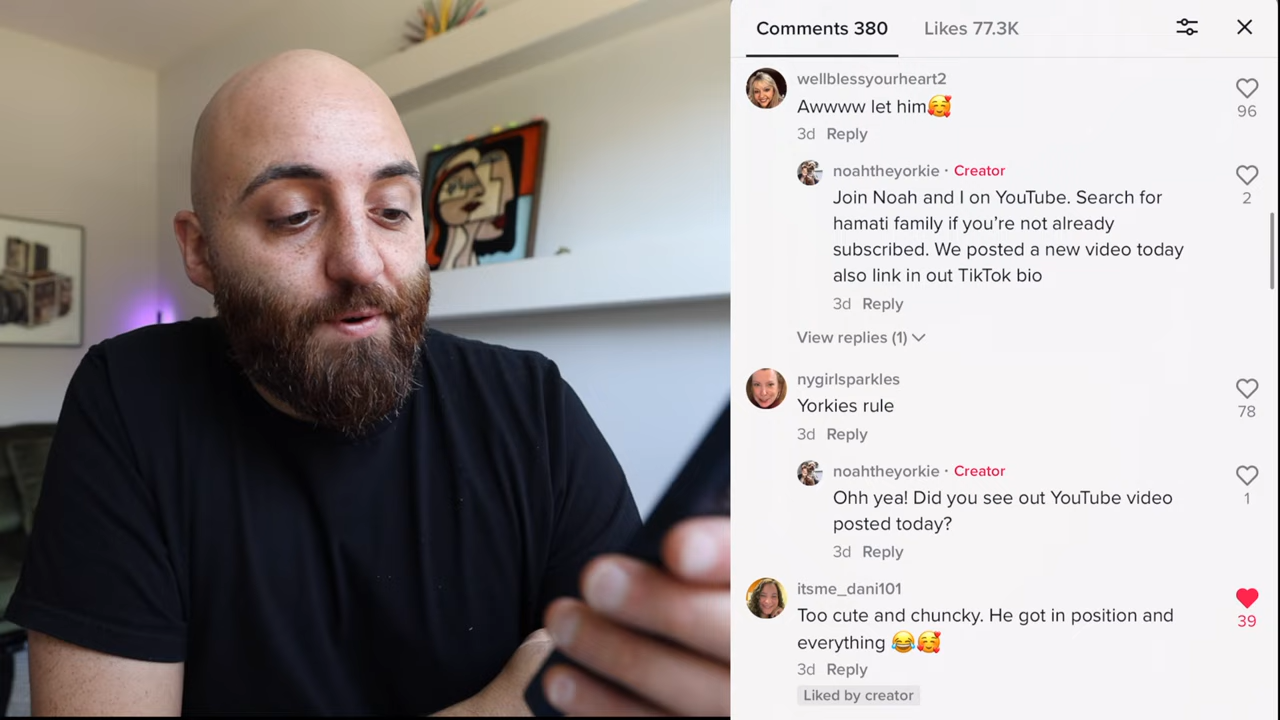 Comments 380
Likes 77.3K
wellblessyourheart2
Awwww let him🥰
96
3d Reply
noahtheyorkie · Creator
Join Noah and I on YouTube. Search for
hamati family if you’re not already
subscribed. We posted a new video today
also link in out TikTok bio
2
3d Reply
View replies (1)
nygirlsparkles
Yorkies rule
78
3d Reply
noahtheyorkie · Creator
Ohh yea! Did you see out YouTube video
posted today?
1
3d Reply
itsme_dani101
Too cute and chuncky. He got in position and
everything 😂🥰
39
3d Reply
Liked by creator